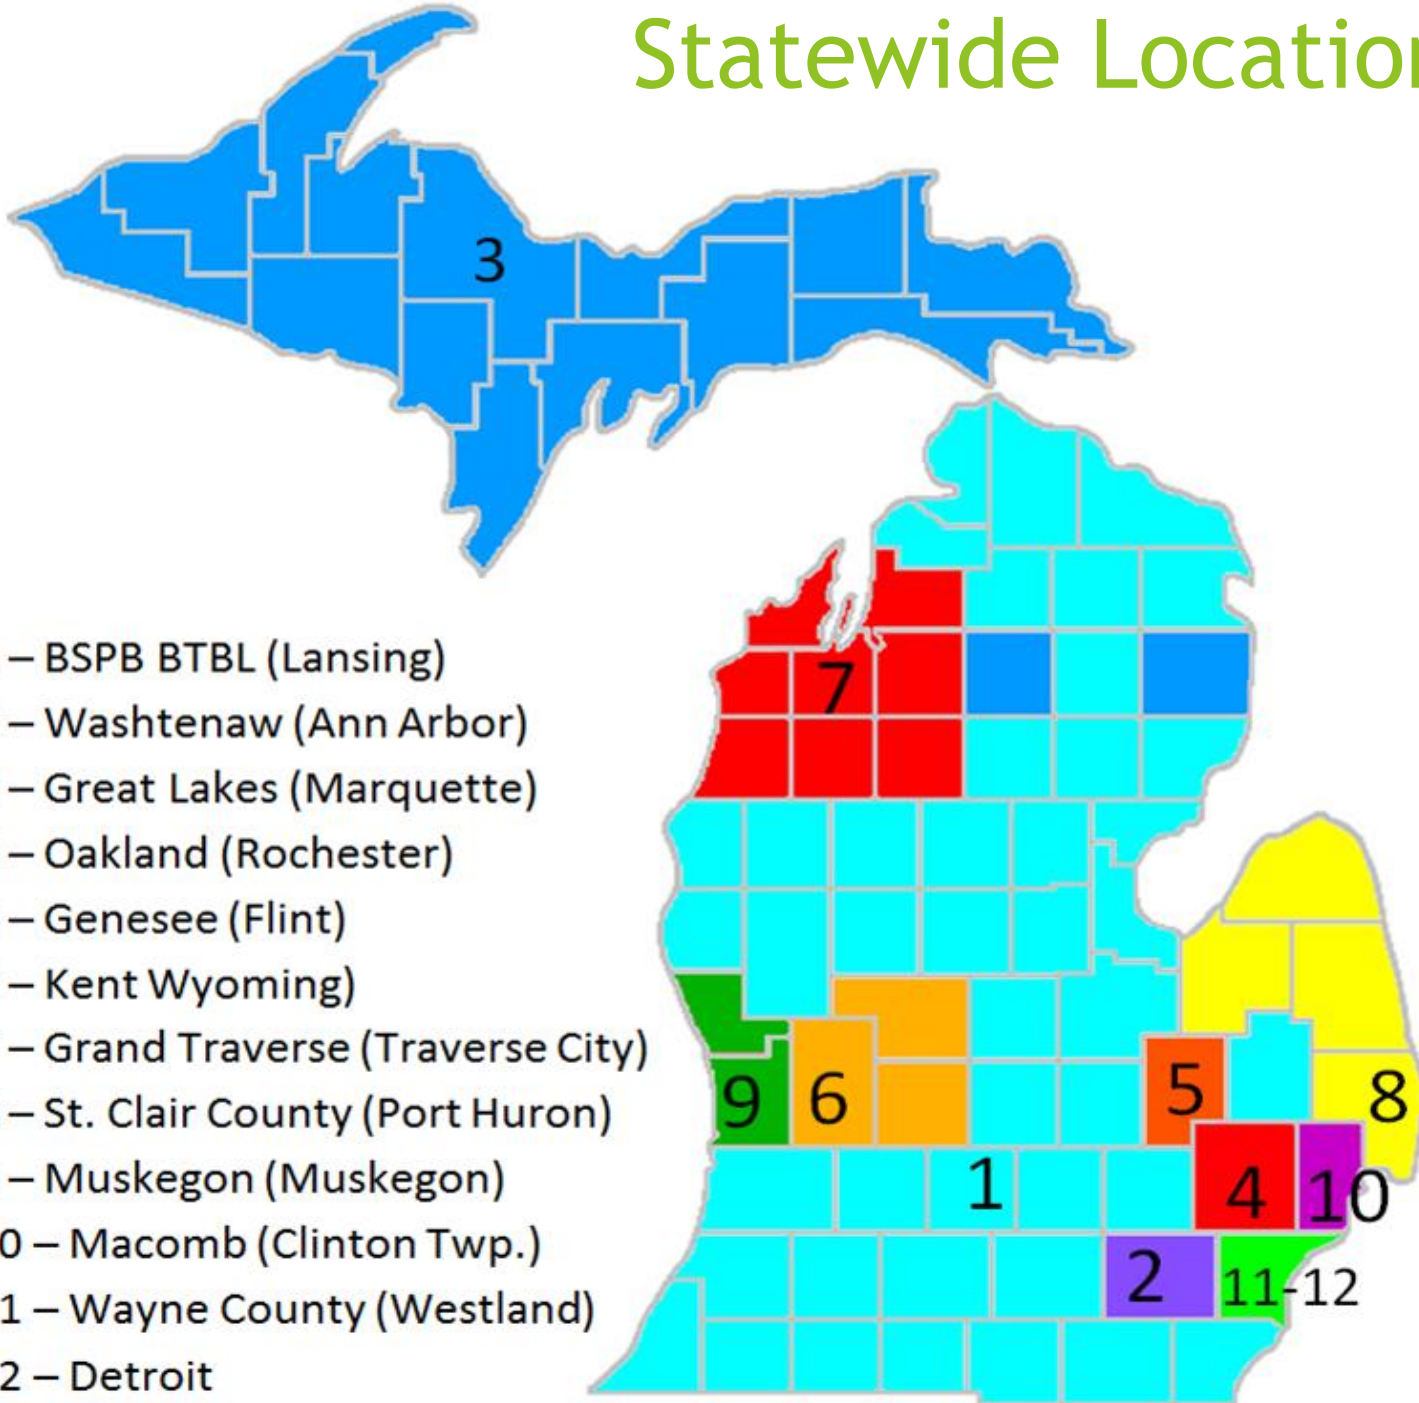 Statewide Location
3
7
– BSPB BTBL (Lansing)
– Washtenaw (Ann Arbor)
– Great Lakes (Marquette)
– Oakland (Rochester)
– Genesee (Flint)
– Kent Wyoming)
– Grand Traverse (Traverse City)
– St. Clair County (Port Huron)
– Muskegon (Muskegon)
0 – Macomb (Clinton Twp.)
1 – Wayne County (Westland)
2 – Detroit
9 6 5 8
1 4 10
2 11-12